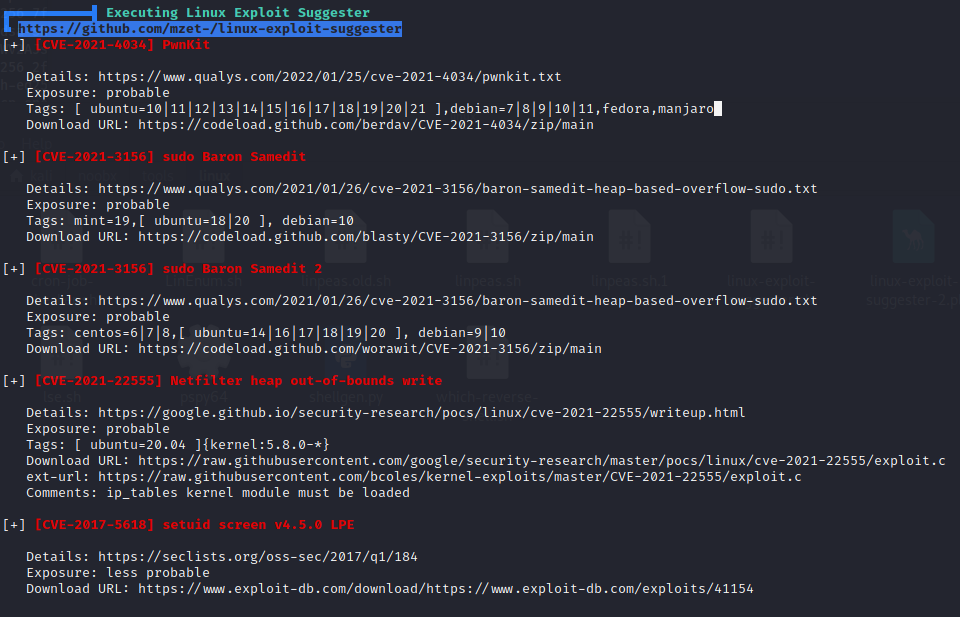 Executing Linux Exploit Suggester
https://github.com/mzet-/linux-exploit-suggester
[+] [CVE-2021-4034] PwnKit
Details: https://www.qualys.com/2022/01/25/cve-2021-4034/pwnkit.txt
Exposure: probable
Tags: [ ubuntu=10|11|12|13|14|15|16|17|18|19|20|21 ],debian=7|8|9|10|11,fedora,manjaro
Download URL: https://codeload.github.com/berdav/CVE-2021-4034/zip/main
[+] [CVE-2021-3156] sudo Baron Samedit
Details: https://www.qualys.com/2021/01/26/cve-2021-3156/baron-samedit-heap-based-overflow-sudo.txt
Exposure: probable
Tags: mint=19,[ ubuntu=18|20 ], debian=10
Download URL: https://codeload.github.com/blasty/CVE-2021-3156/zip/main
[+] [CVE-2021-3156] sudo Baron Samedit 2
Details: https://www.qualys.com/2021/01/26/cve-2021-3156/baron-samedit-heap-based-overflow-sudo.txt
Exposure: probable
Tags: centos=6|7|8,[ ubuntu=14|16|17|18|19|20 ], debian=9|10
Download URL: https://codeload.github.com/worawit/CVE-2021-3156/zip/main
[+] [CVE-2021-22555] Netfilter heap out-of-bounds write
Details: https://google.github.io/security-research/pocs/linux/cve-2021-22555/writeup.html
Exposure: probable
Tags: [ ubuntu=20.04 ]{kernel:5.8.0-*}
Download URL: https://raw.githubusercontent.com/google/security-research/master/pocs/linux/cve-2021-22555/exploit.c
ext-url: https://raw.githubusercontent.com/bcoles/kernel-exploits/master/CVE-2021-22555/exploit.c
Comments: ip_tables kernel module must be loaded
[+] [CVE-2017-5618] setuid screen v4.5.0 LPE
Details: https://seclists.org/oss-sec/2017/q1/184
Exposure: less probable
Download URL: https://www.exploit-db.com/download/https://www.exploit-db.com/exploits/41154